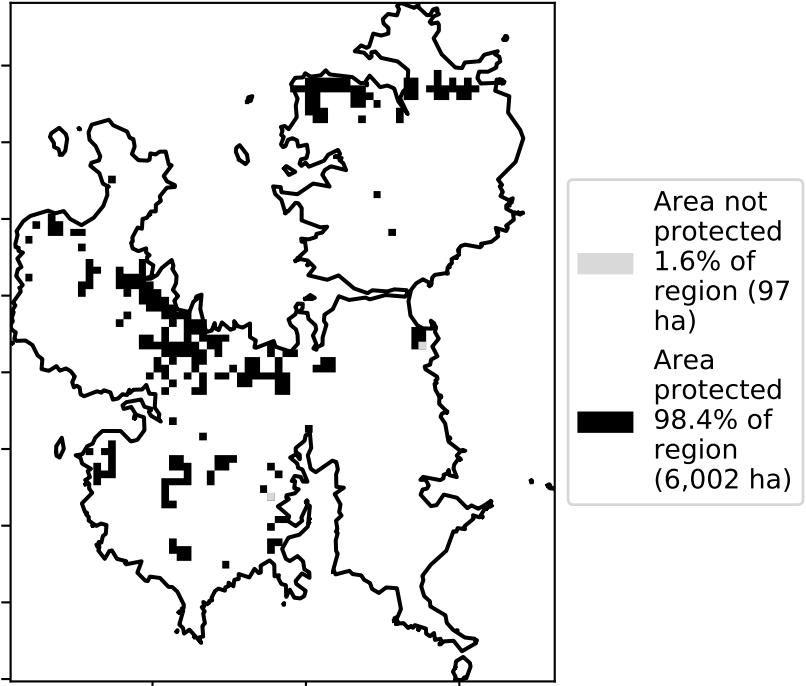 Area not
protected
1.6% of
region (97
ha)
Area
protected
98.4% of
region
(6,002 ha)